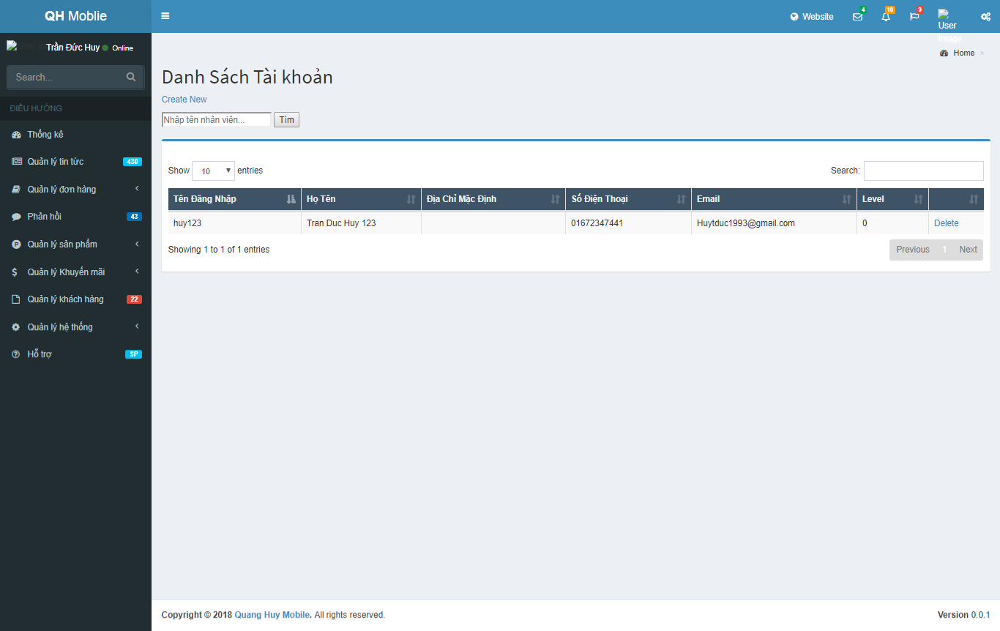 QH Moblie
Website
4
10
9
User Image
Trần Đức Huy
Online
Search...
ĐIỀU HƯỚNG
Thống kê
Quản lý tin tức
430
Quản lý đơn hàng
Phản hồi
43
Quản lý sản phẩm
Quản lý Khuyến mãi
Quản lý khách hàng
22
Quản lý hệ thống
Hỗ trợ
SP
Home >
Danh Sách Tài khoản
Create New
Nhập tên nhân viên...
Tìm
Show 10 entries
Search:
Tên Đăng Nhập Họ Tên Địa Chỉ Mặc Định Số Điện Thoại Email Level
huy123 Tran Duc Huy 123 01672347441 Huytduc1993@gmail.com 0 Delete
Showing 1 to 1 of 1 entries
Previous 1 Next
Copyright © 2018 Quang Huy Mobile. All rights reserved.
Version 0.0.1